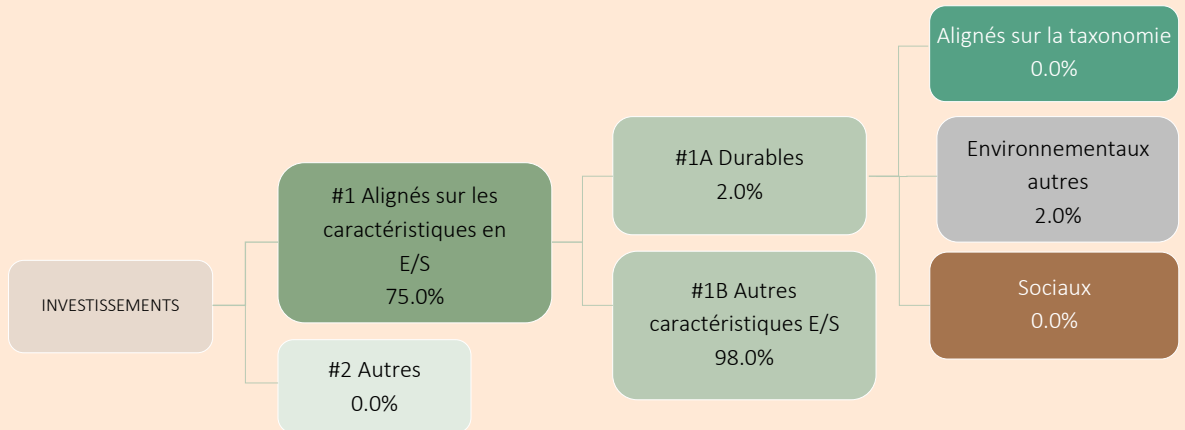 INVESTISSEMENTS
#1 Alignés sur les
caractéristiques en
E/S
75.0%
#2 Autres
0.0%
#1A Durables
2.0%
#1B Autres
caractéristiques E/S
98.0%
Alignés sur la taxonomie
0.0%
Environnementaux
autres
2.0%
Sociaux
0.0%